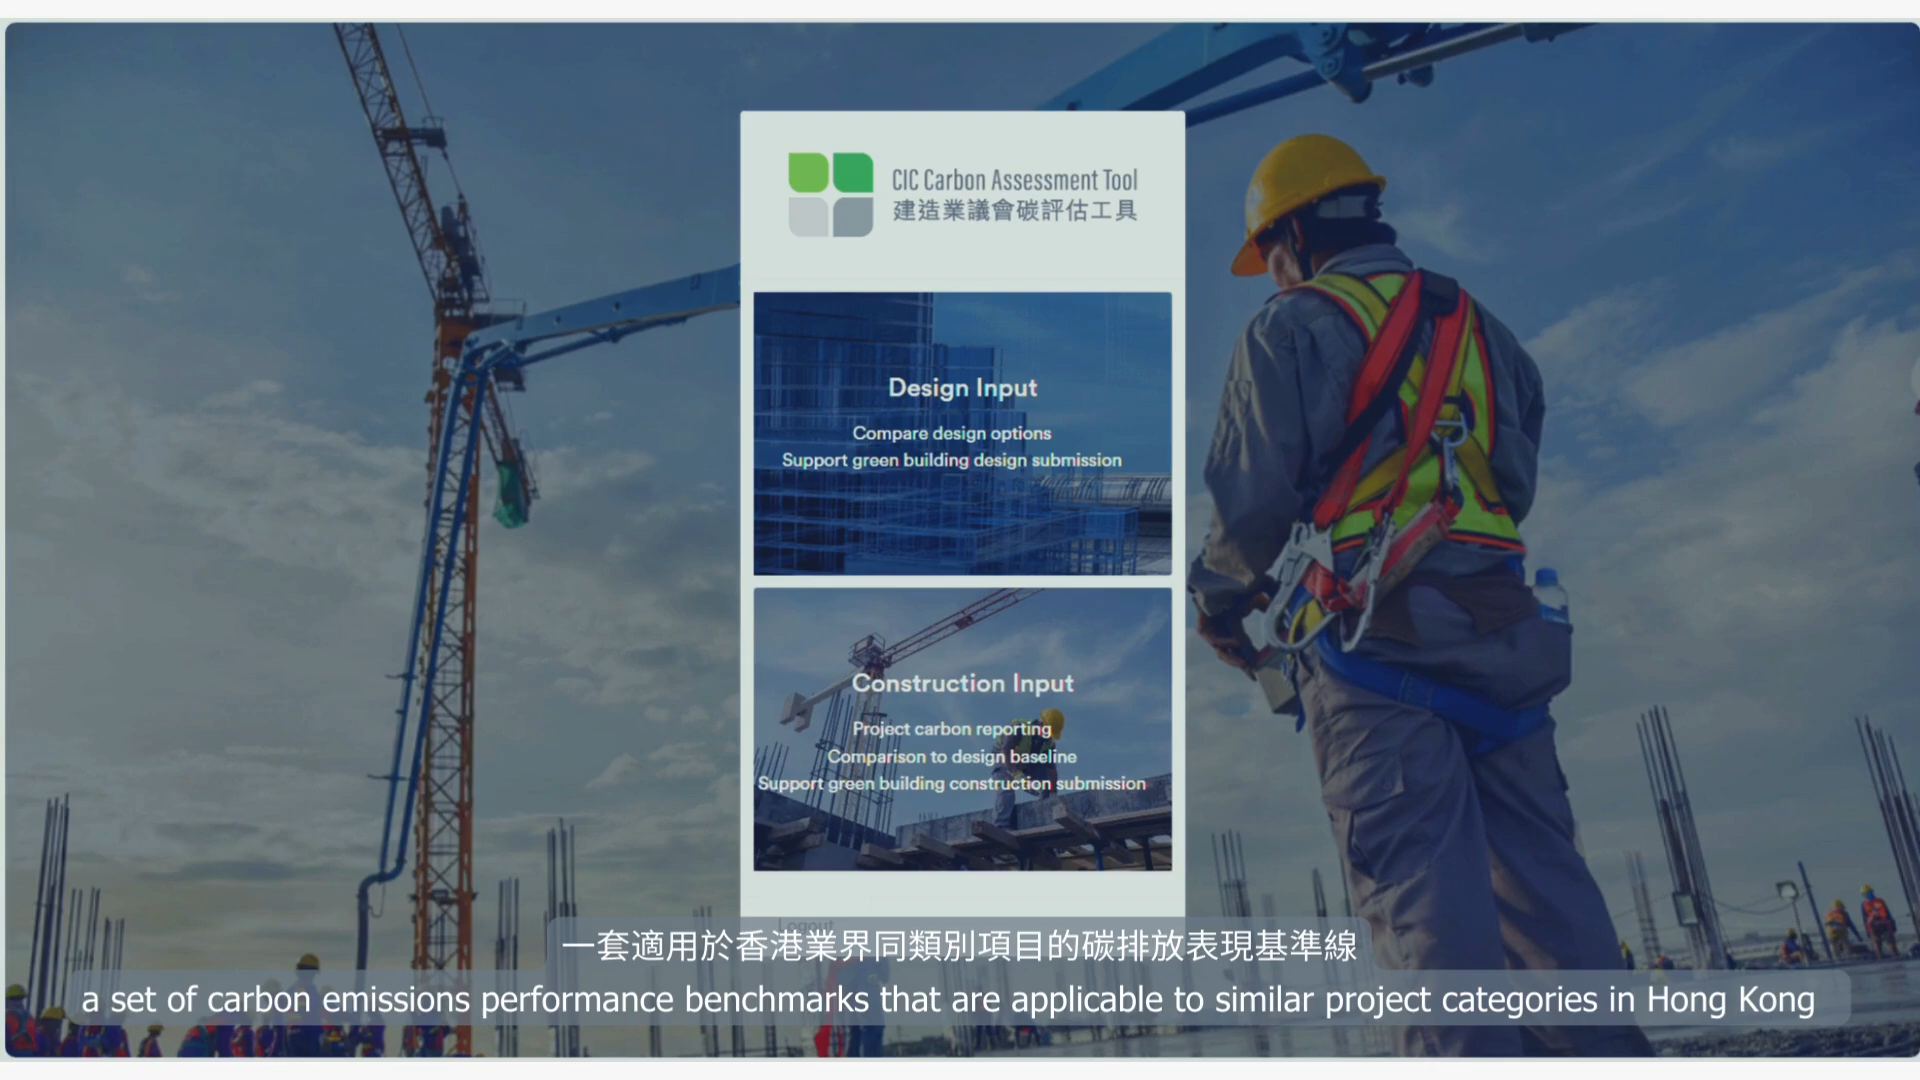 CIC Carbon Assessment Tool
建造業議會碳評估工具
Design Input
Compare design options
Support green building design submission
Construction Input
Project carbon reporting
Comparison to design baseline
Support green building construction submission
Logout
一套適用於香港業界同類別項目的碳排放表現基準線
a set of carbon emissions performance benchmarks that are applicable to similar project categories in Hong Kong